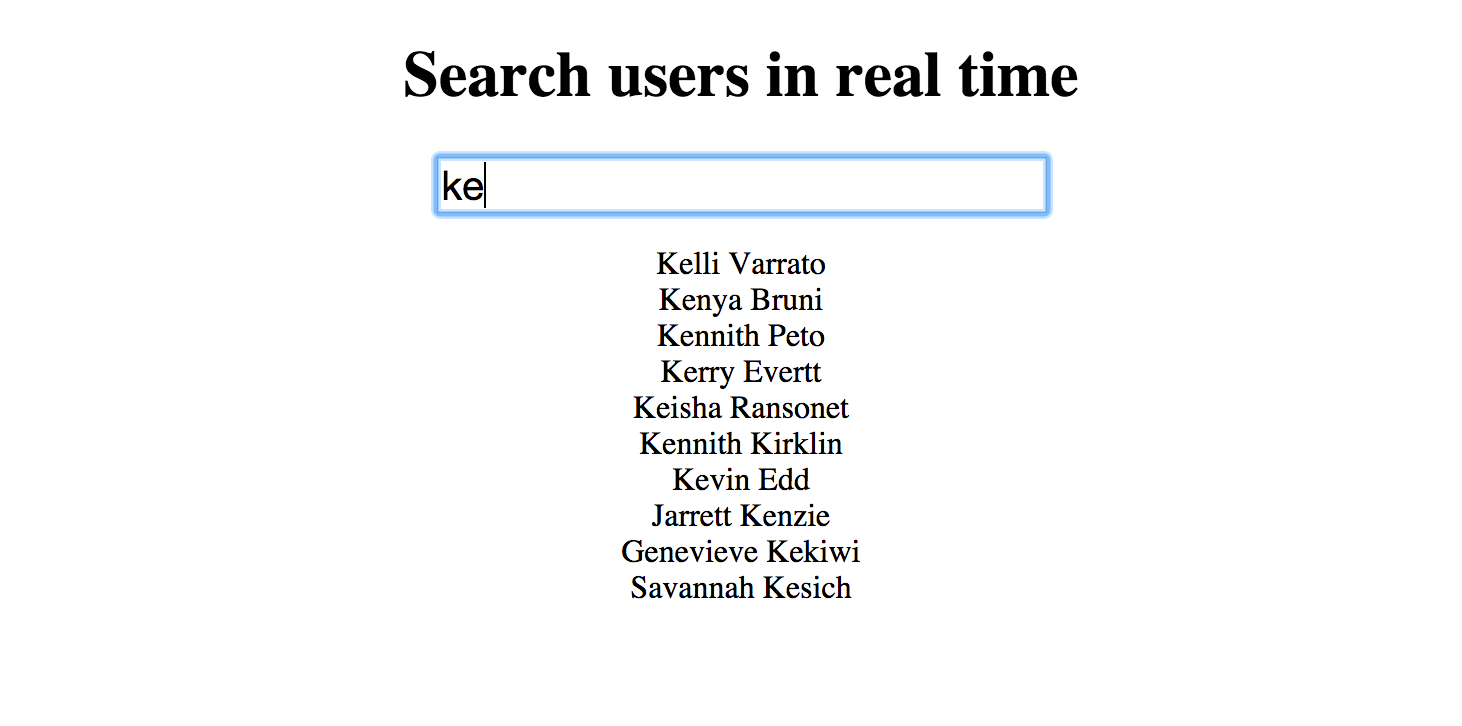 Search users in real time
ke
Kelli Varrato
Kenya Bruni
Kennith Peto
Kerry Evertt
Keisha Ransonet
Kennith Kirklin
Kevin Edd
Jarrett Kenzie
Genevieve Kekiwi
Savannah Kesich